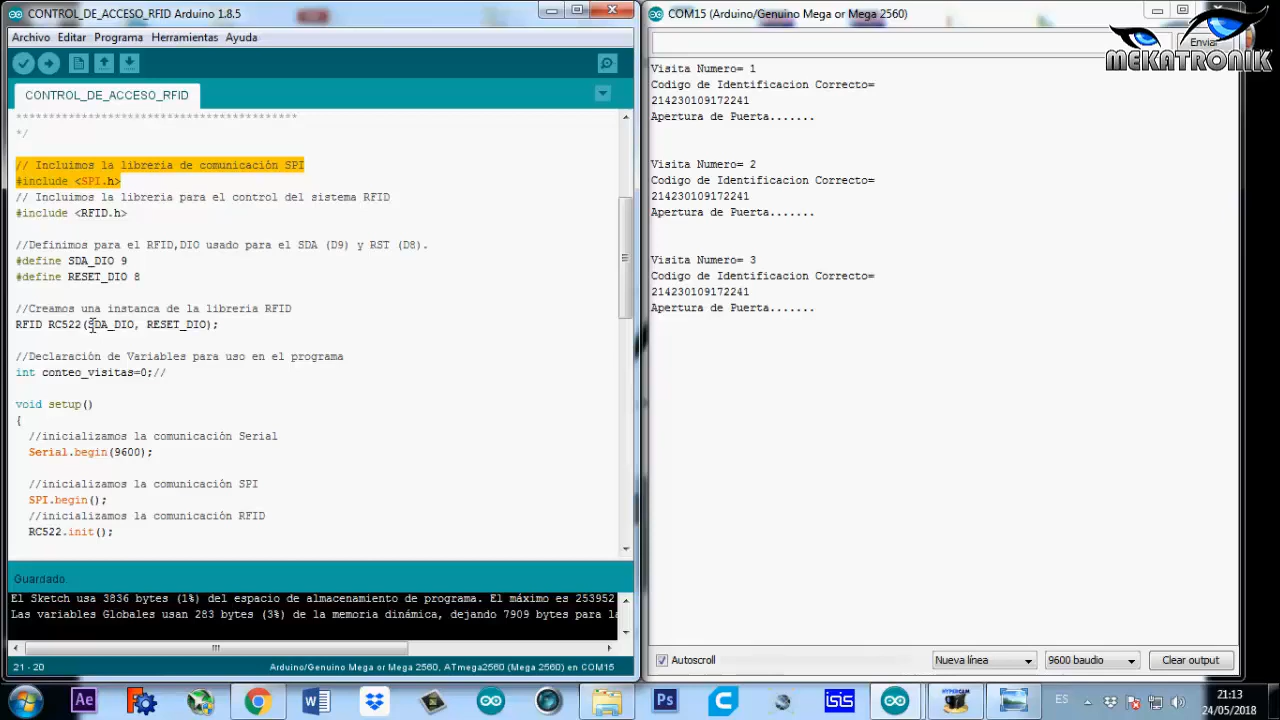 CONTROL_DE_ACCESO_RFID Arduino 1.8.5
Archivo Editar Programa Herramientas Ayuda
CONTROL_DE_ACCESO_RFID
*******************************************
*/
// Incluimos la libreria de comunicación SPI
#include <SPI.h>
// Incluimos la libreria para el control del sistema RFID
#include <RFID.h>
//Definimos para el RFID,DIO usado para el SDA (D9) y RST (D8).
#define SDA_DIO 9
#define RESET_DIO 8
//Creamos una instanca de la libreria RFID
RFID RC522(SDA_DIO, RESET_DIO);
//Declaración de Variables para uso en el programa
int conteo_visitas=0;//
void setup()
{
//inicializamos la comunicación Serial
Serial.begin(9600);
//inicializamos la comunicación SPI
SPI.begin();
//inicializamos la comunicación RFID
RC522.init();
Guardado.
El Sketch usa 3836 bytes (1%) del espacio de almacenamiento de programa. El máximo es 253952
Las variables Globales usan 283 bytes (3%) de la memoria dinámica, dejando 7909 bytes para la
21 - 20
Arduino/Genuino Mega or Mega 2560, ATmega2560 (Mega 2560) en COM15
COM15 (Arduino/Genuino Mega or Mega 2560)
Enviar
MEKATRONIK
Visita Numero= 1
Codigo de Identificacion Correcto=
214230109172241
Apertura de Puerta.......
Visita Numero= 2
Codigo de Identificacion Correcto=
214230109172241
Apertura de Puerta.......
Visita Numero= 3
Codigo de Identificacion Correcto=
214230109172241
Apertura de Puerta.......
Autoscroll
Nueva línea
9600 baudio
Clear output
Ae
W
Ps
isis
HYPERCAM
ES
21:13
24/05/2018